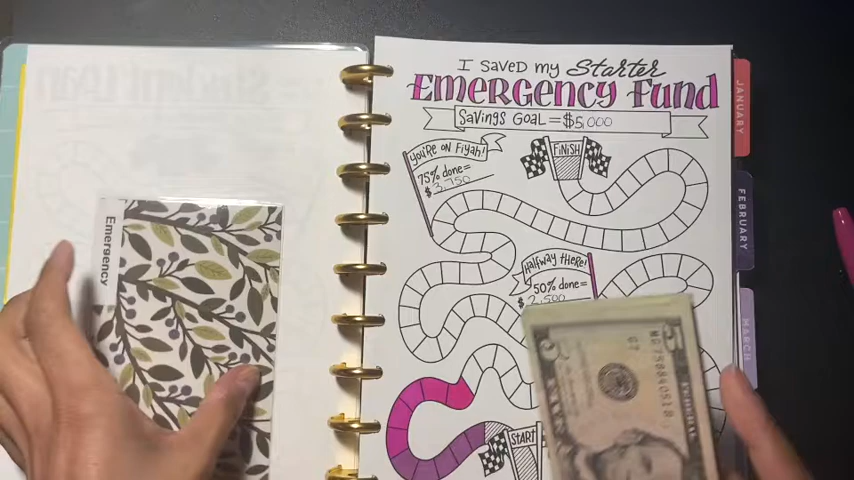 I SAVED MY Starter
EMERGENCY FUND
SAVINGS GOAL = $5,000
YOU'RE ON FIYAH!
75% DONE =
$ 3,750
FINISH
HALFWAY THERE!
50% DONE =
$ 2,500
START
Emergency
JANUARY
FEBRUARY
MARCH
5